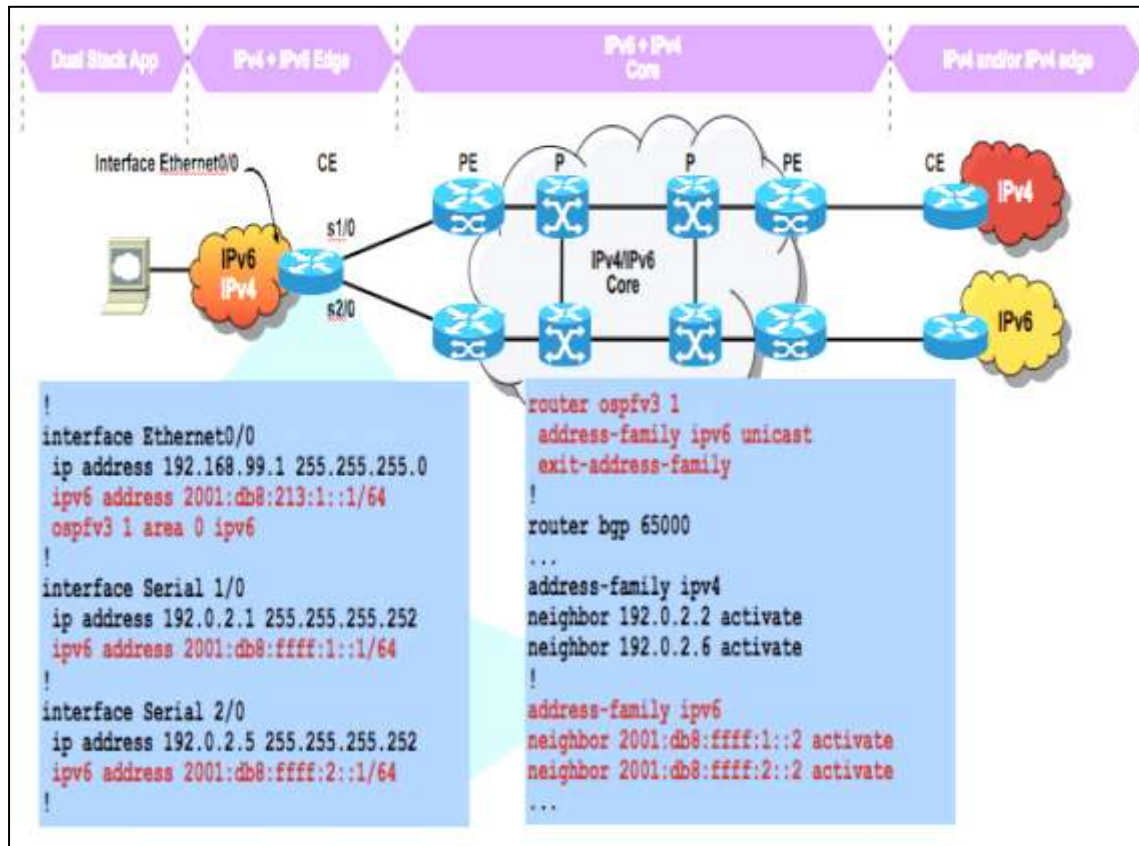 Dual Stack App
IPv4 + IPv6 Edge
IPv6 + IPv4
Core
IPv4 and/or IPv4 edge
Interface Ethernet0/0
CE
PE
P
P
PE
CE
s1/0
IPv6
IPv4
s2/0
IPv4/IPv6
Core
IPv4
IPv6
!
interface Ethernet0/0
ip address 192.168.99.1 255.255.255.0
ipv6 address 2001:db8:213:1::1/64
ospfv3 1 area 0 ipv6
!
interface Serial 1/0
ip address 192.0.2.1 255.255.255.252
ipv6 address 2001:db8:ffff:1::1/64
!
interface Serial 2/0
ip address 192.0.2.5 255.255.255.252
ipv6 address 2001:db8:ffff:2::1/64
!
router ospfv3 1
address-family ipv6 unicast
exit-address-family
!
router bgp 65000
...
address-family ipv4
neighbor 192.0.2.2 activate
neighbor 192.0.2.6 activate
!
address-family ipv6
neighbor 2001:db8:ffff:1::2 activate
neighbor 2001:db8:ffff:2::2 activate
...